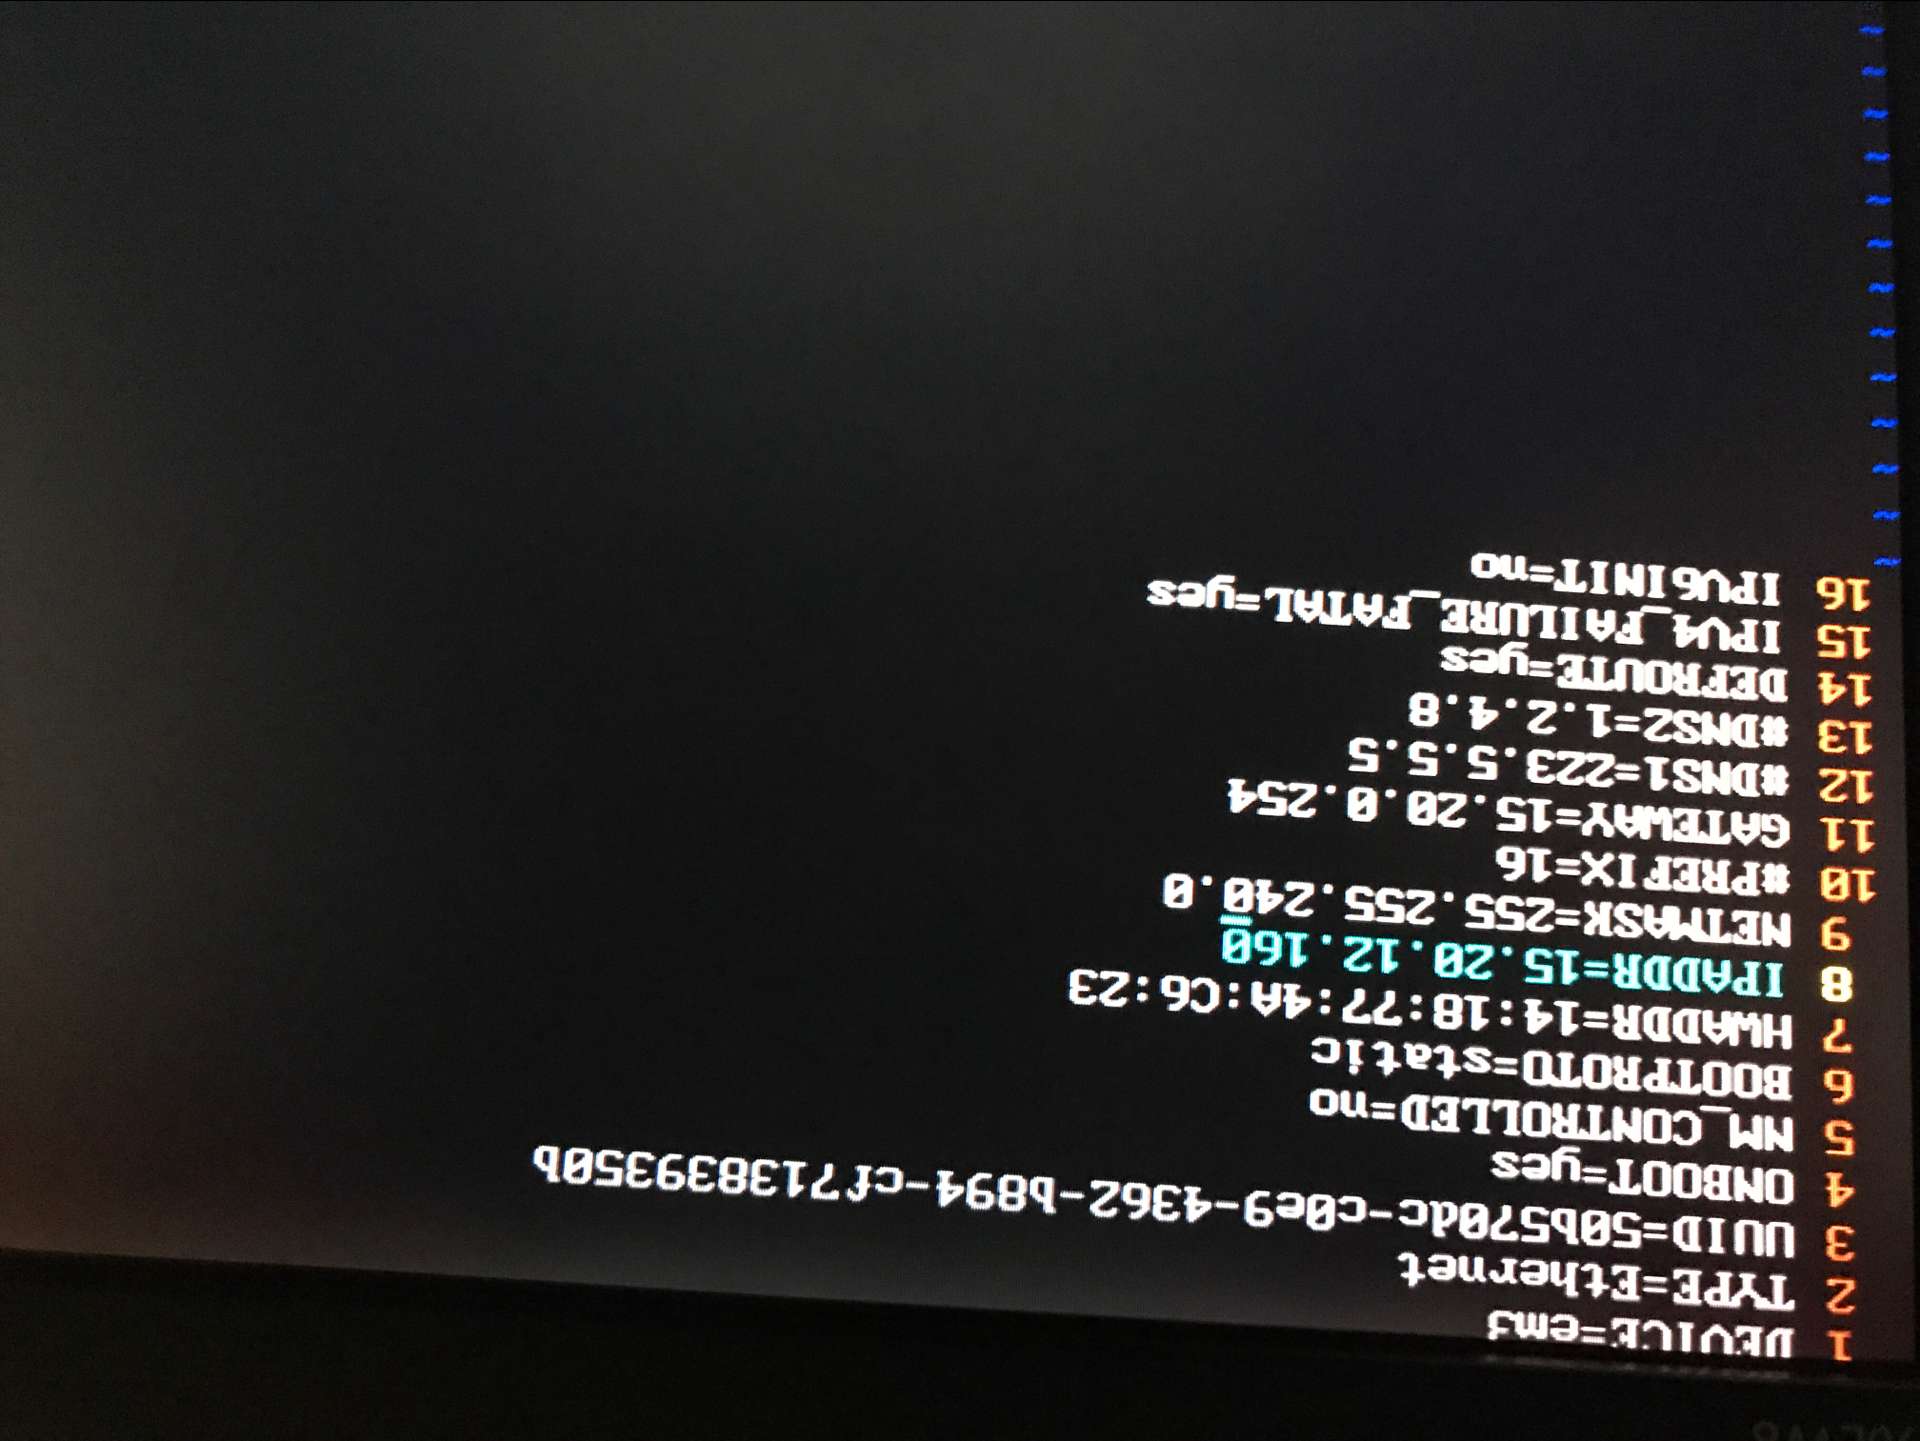 1 DEVICE=em3
2 TYPE=Ethernet
3 UUID=50b570dc-c0e9-4362-b894-cf713839350b
4 ONBOOT=yes
5 NM_CONTROLLED=no
6 BOOTPROTO=static
7 HWADDR=14:18:77:4A:C6:23
8 IPADDR=15.20.12.160
9 NETMASK=255.255.240.0
10 #PREFIX=16
11 GATEWAY=15.20.0.254
12 #DNS1=223.5.5.5
13 #DNS2=1.2.4.8
14 DEFROUTE=yes
15 IPV4_FAILURE_FATAL=yes
16 IPV6INIT=no
~
~
~
~
~
~
~
~
~
~
~
~
~